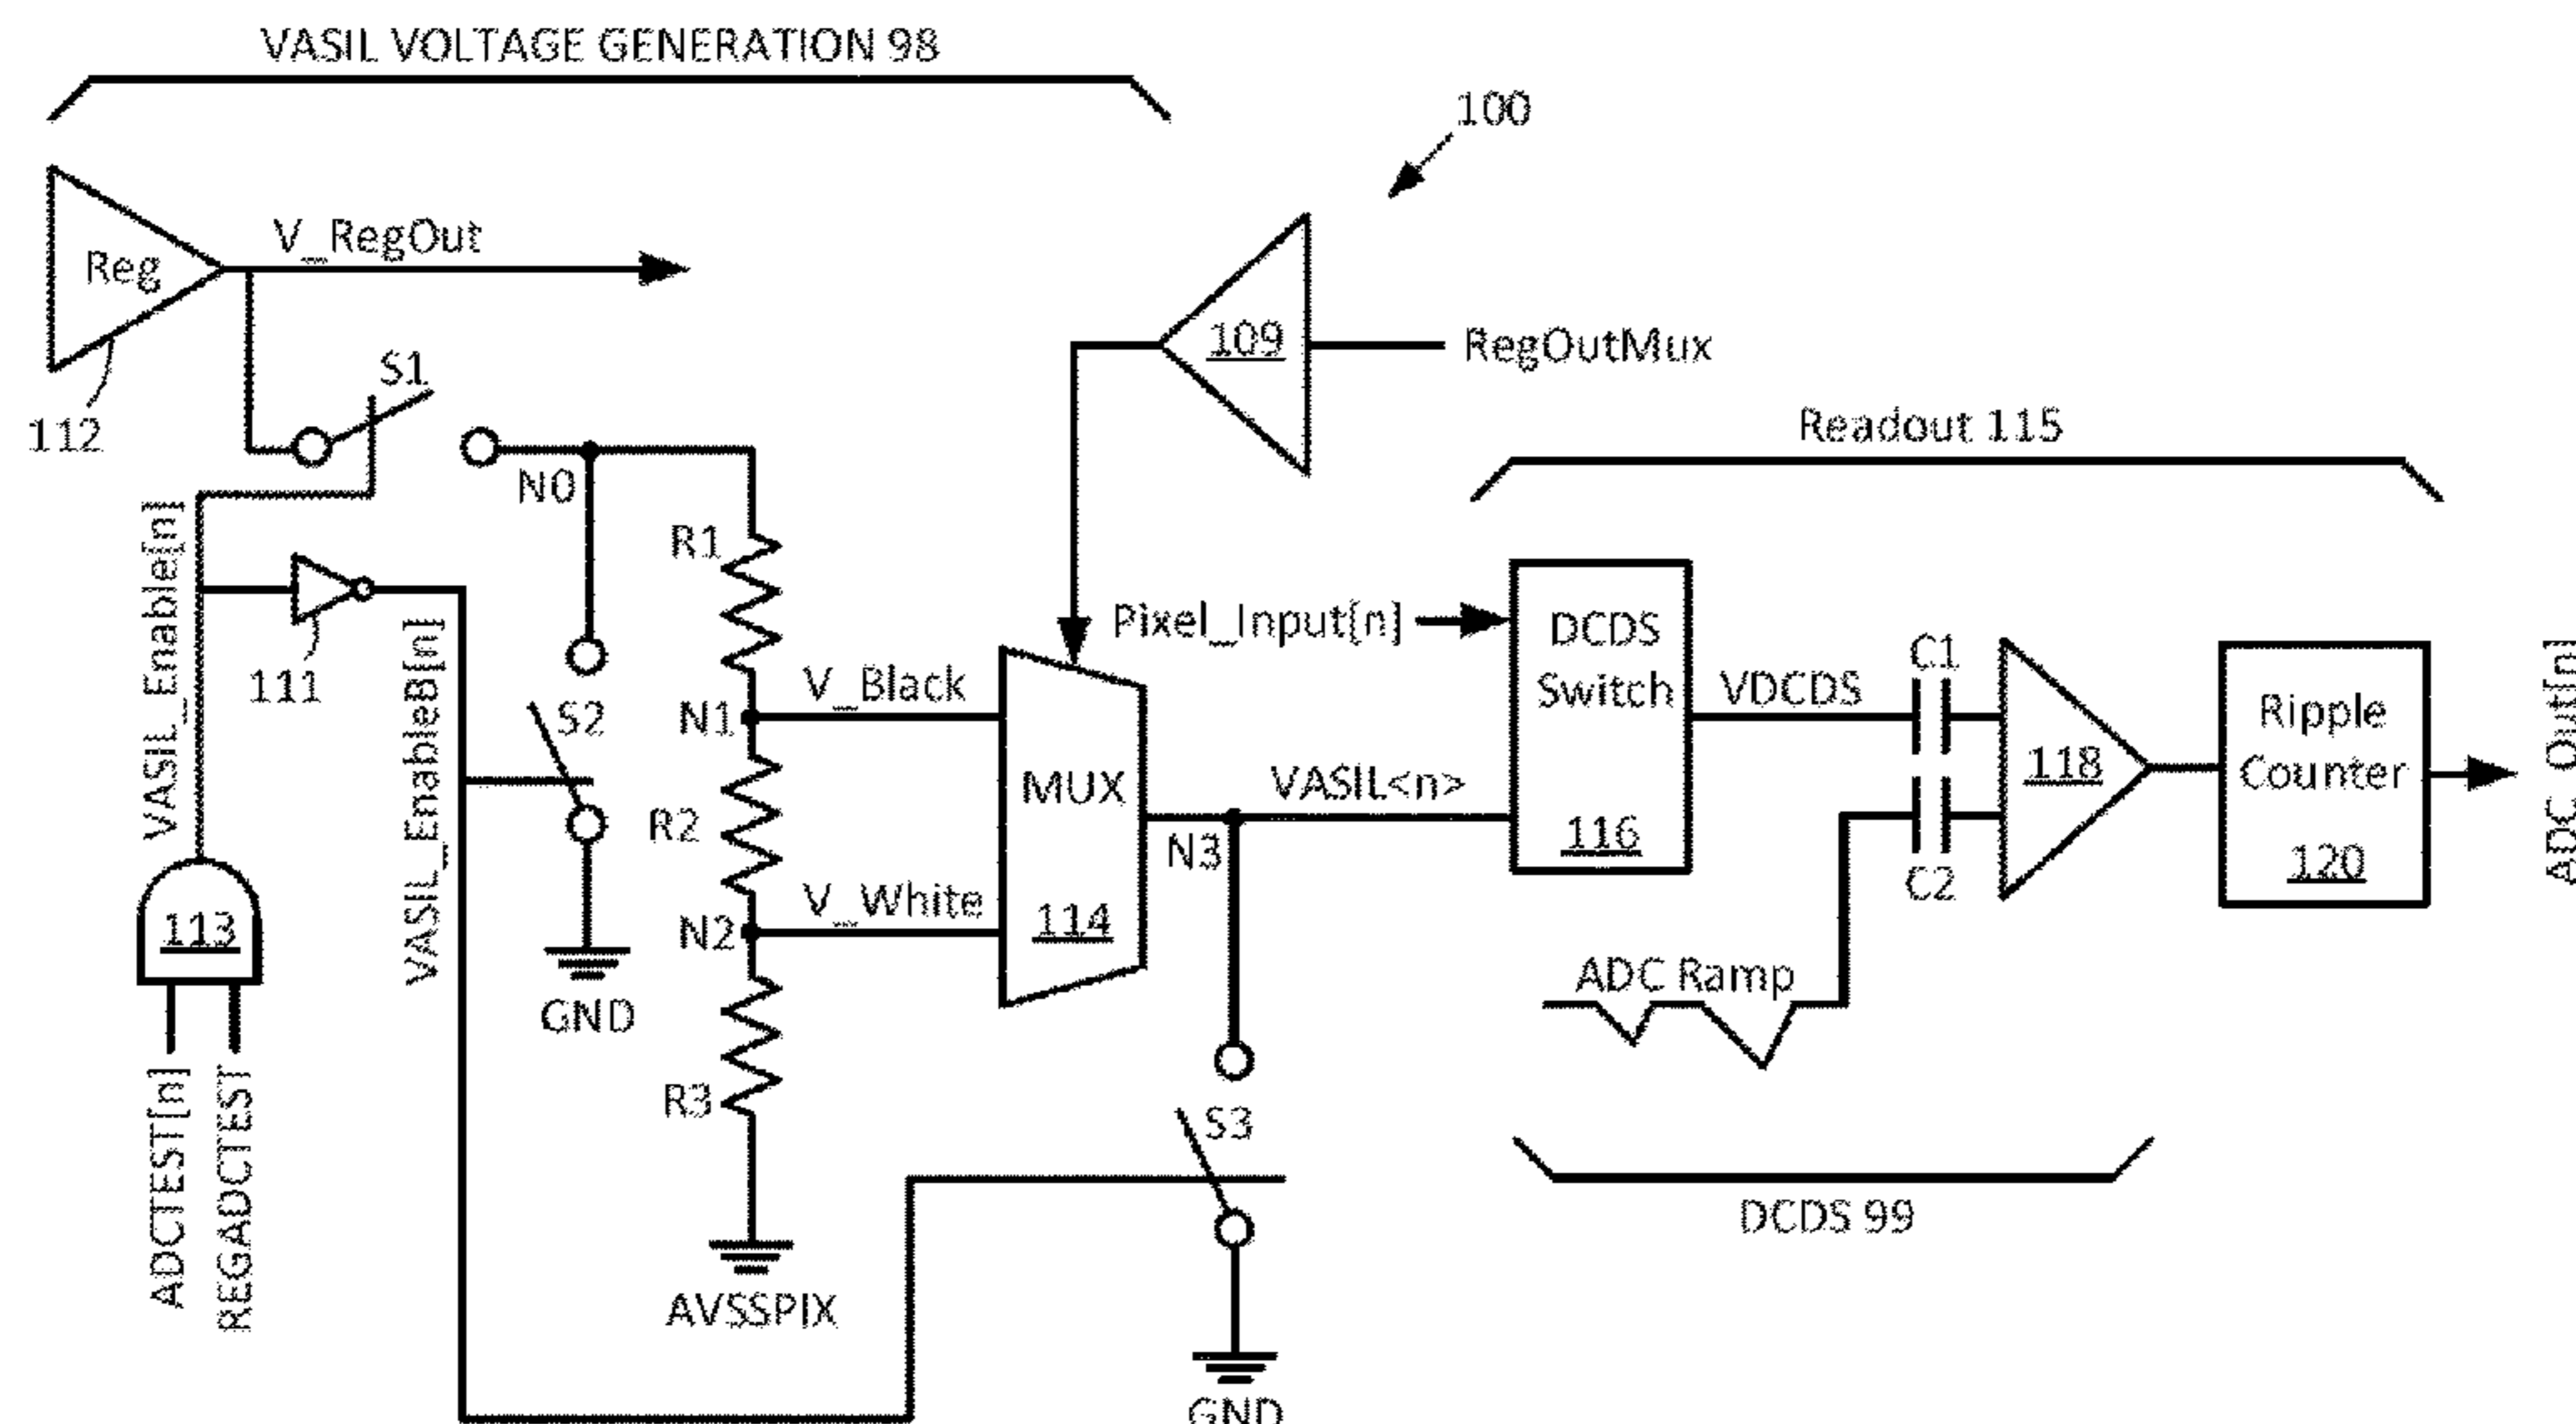 VASIL VOLTAGE GENERATION 98
100
V_RegOut
Reg
112
S1
109
RegOutMux
Readout 115
N0
VASIL_Enable[n]
R1
111
VASIL_EnableB[n]
S2
GND
N1
V_Black
R2
N2
V_White
R3
AVSSPIX
MUX
114
Pixel_Input[n]
DCDS
Switch
116
VASIL<n>
N3
VDCDS
C1
C2
118
Ripple
Counter
120
ADC_Out[n]
113
ADCTEST[n]
REGADCTEST
ADC Ramp
S3
GND
DCDS 99